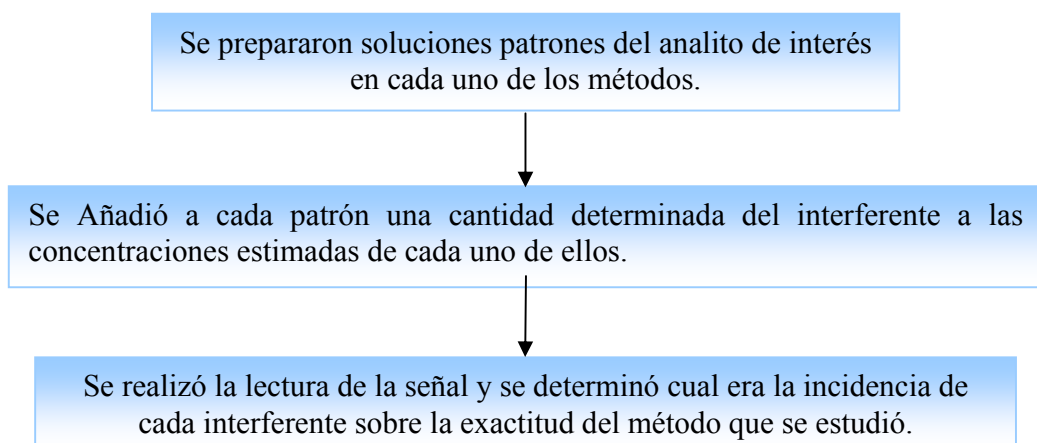 Se prepararon soluciones patrones del analito de interés
en cada uno de los métodos.
Se Añadió a cada patrón una cantidad determinada del interferente a las
concentraciones estimadas de cada uno de ellos.
Se realizó la lectura de la señal y se determinó cual era la incidencia de
cada interferente sobre la exactitud del método que se estudió.